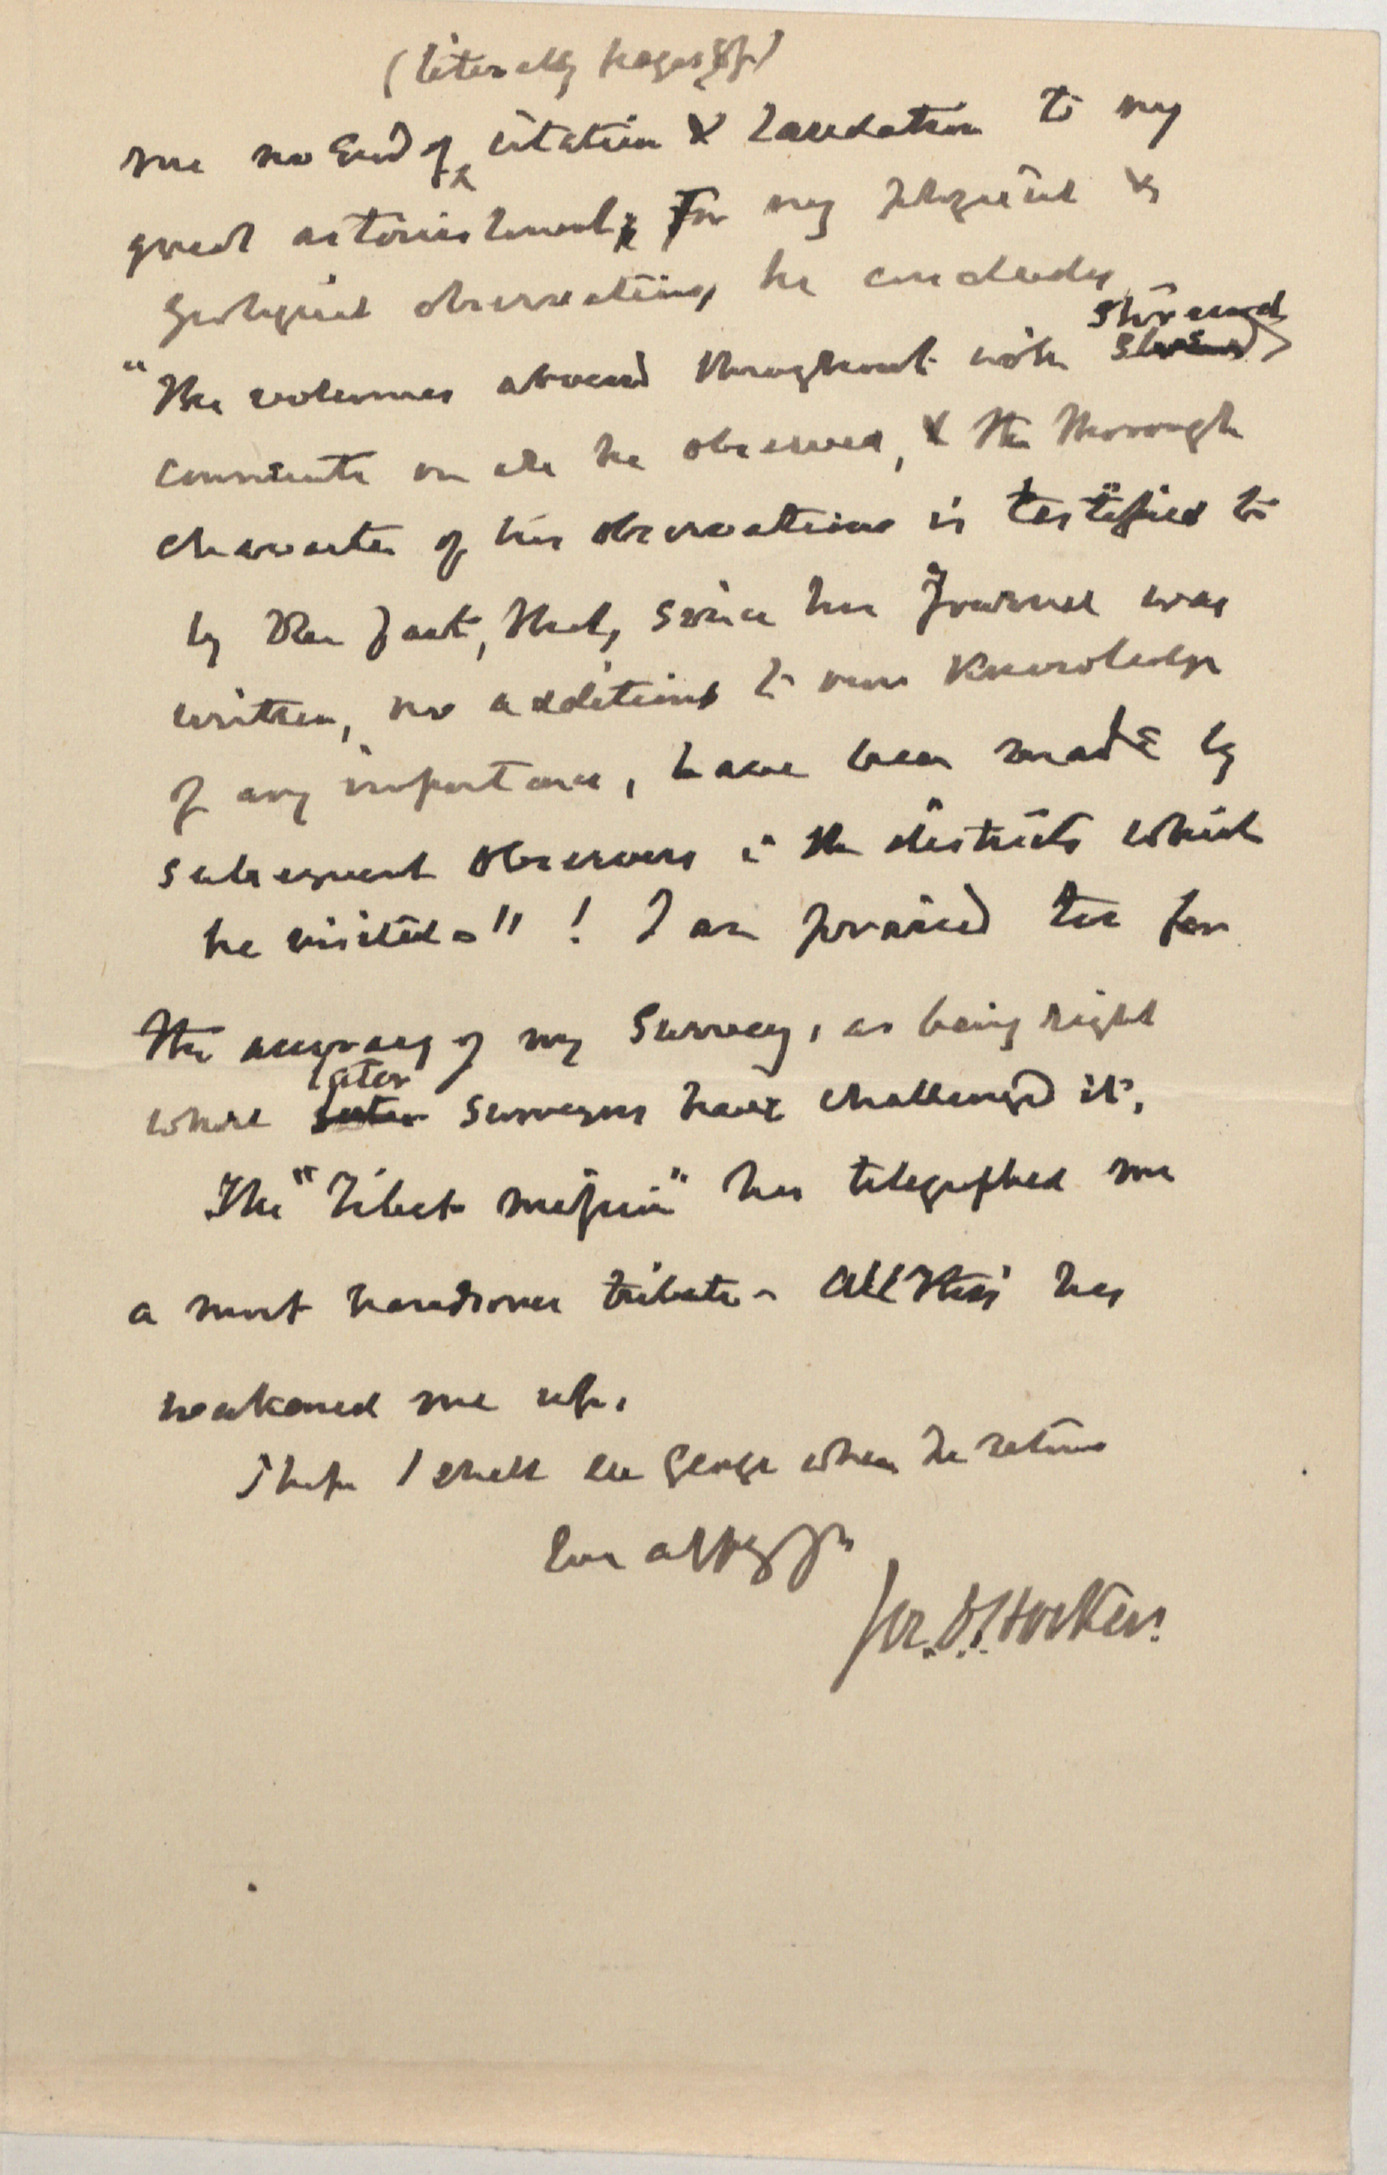 (literally pages of)
me no End of citation & laudation to my
great astonishment, For my physical &
Geological observations, he concludes
shrewd
"The volumes abound throughout with
comments on all he observed, & the thorough
character of his observations is testified to
by the fact, that, since his Journal was
written, no additions to our Knowledge
of any importance, have been made by
subsequent observers in the districts which
he visited." ! I am praised too for
the accuracy of my Survey, as being right
later
where surveyors have challenged it.
The "Tibet mission" has telegraphed me
a most handsome tribute - All this has
weakened me up.
I hope I shall see George when he returns
Ever affly yrs
Jos. D. Hooker.